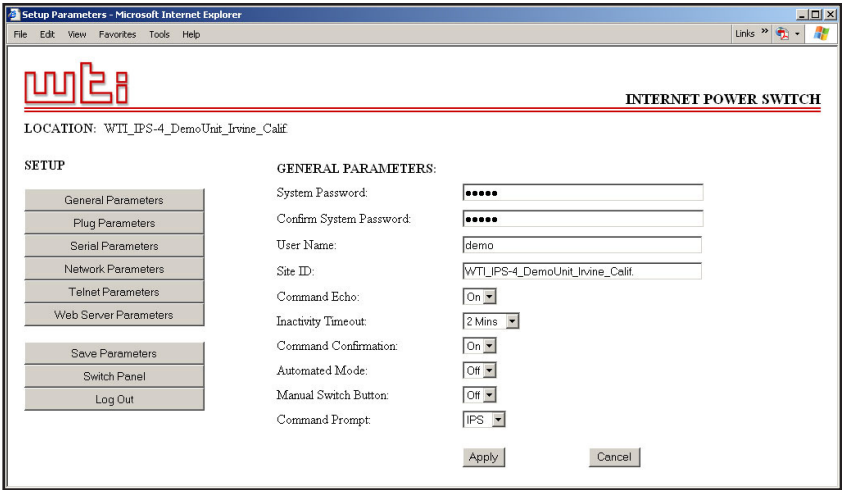 Setup Parameters - Microsoft Internet Explorer
File Edit View Favorites Tools Help
Links »
wti
INTERNET POWER SWITCH
LOCATION: WTI_IPS-4_DemoUnit_Irvine_Calif.
SETUP
General Parameters
Plug Parameters
Serial Parameters
Network Parameters
Telnet Parameters
Web Server Parameters
Save Parameters
Switch Panel
Log Out
GENERAL PARAMETERS:
System Password: •••••
Confirm System Password: •••••
User Name: demo
Site ID: WTI_IPS-4_DemoUnit_Irvine_Calif.
Command Echo: On
Inactivity Timeout: 2 Mins
Command Confirmation: On
Automated Mode: Off
Manual Switch Button: Off
Command Prompt: IPS
Apply Cancel